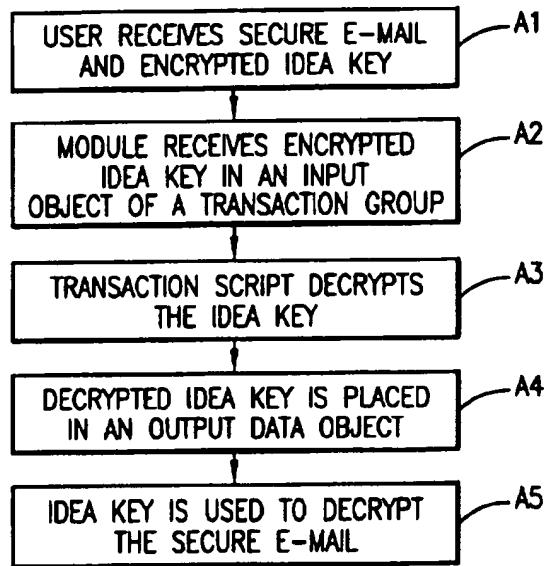 USER RECEIVES SECURE E-MAIL
AND ENCRYPTED IDEA KEY
A1
MODULE RECEIVES ENCRYPTED
IDEA KEY IN AN INPUT
OBJECT OF A TRANSACTION GROUP
A2
TRANSACTION SCRIPT DECRYPTS
THE IDEA KEY
A3
DECRYPTED IDEA KEY IS PLACED
IN AN OUTPUT DATA OBJECT
A4
IDEA KEY IS USED TO DECRYPT
THE SECURE E-MAIL
A5